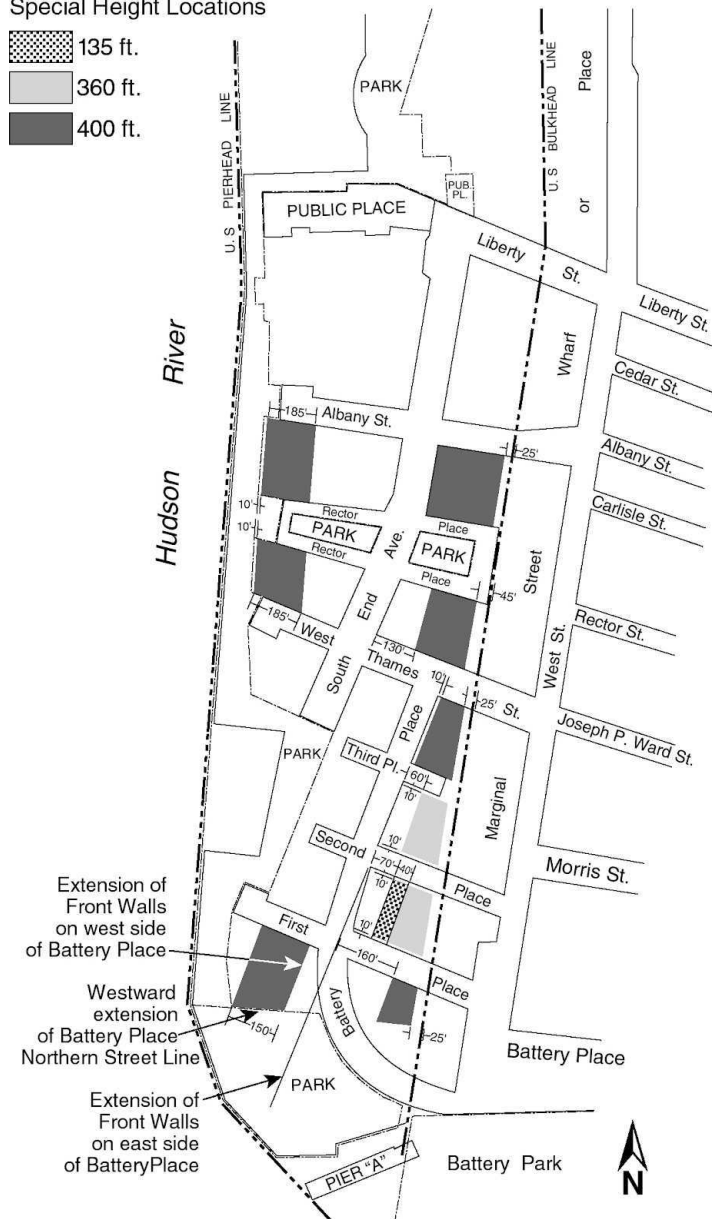 Special Height Locations
135 ft.
360 ft.
400 ft.
U. S PIERHEAD LINE
PARK
U. S BULKHEAD LINE
Place
or
PUB.
PL.
PUBLIC PLACE
Liberty
St.
Liberty St.
Wharf
Cedar St.
River
Hudson
185'
Albany St.
25'
Albany St.
Carlisle St.
10'
10'
Rector
PARK
Rector
Ave.
Place
PARK
Place
45'
Street
Rector St.
185'
West
End
South
130'
Thames
10'
25'
St.
West St.
Joseph P. Ward St.
Place
PARK
Third Pl.
60'
10'
Marginal
10'
Second
70'
40'
10'
Place
Morris St.
Extension of
Front Walls
on west side
of Battery Place
First
10'
160'
Place
Westward
extension
of Battery Place
Northern Street Line
150'
Battery
25'
Battery Place
PARK
Extension of
Front Walls
on east side
of BatteryPlace
PIER "A"
Battery Park
N